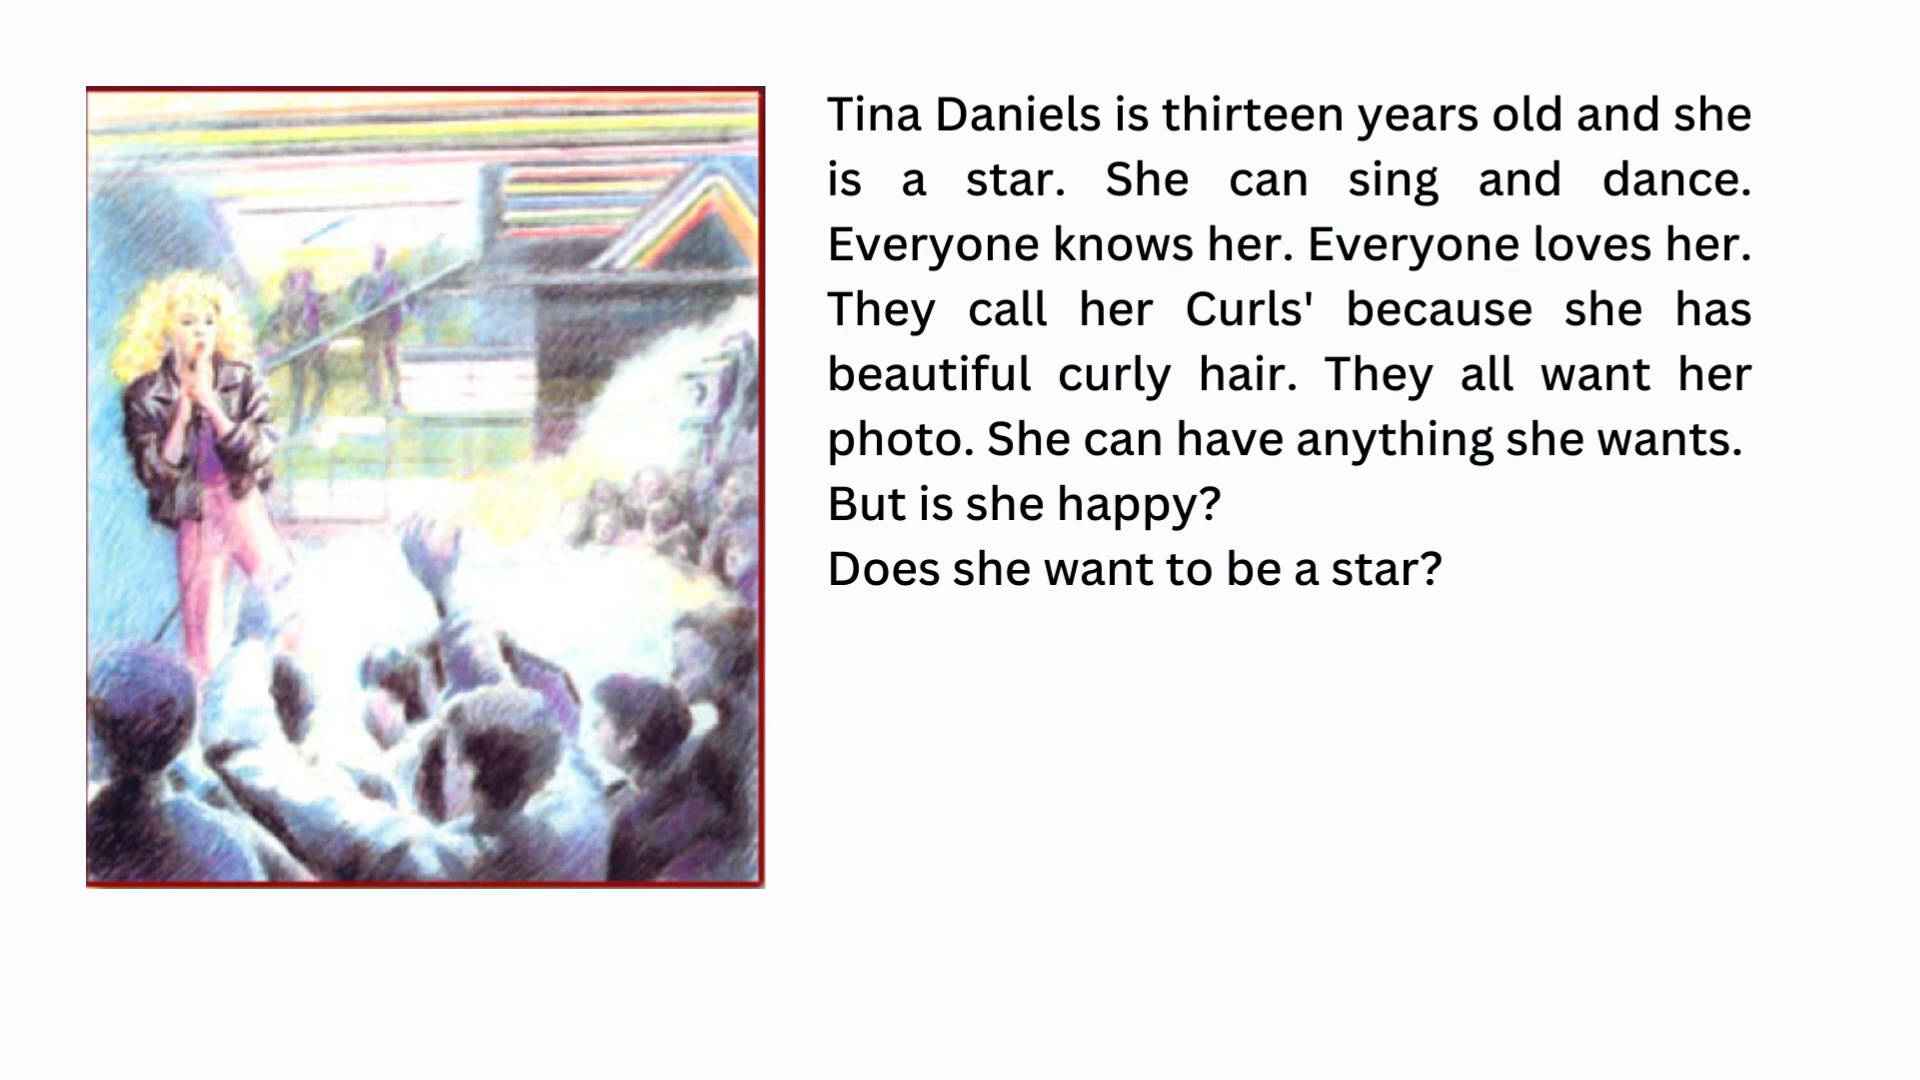 Tina Daniels is thirteen years old and she
is a star. She can sing and dance.
Everyone knows her. Everyone loves her.
They call her Curls' because she has
beautiful curly hair. They all want her
photo. She can have anything she wants.
But is she happy?
Does she want to be a star?